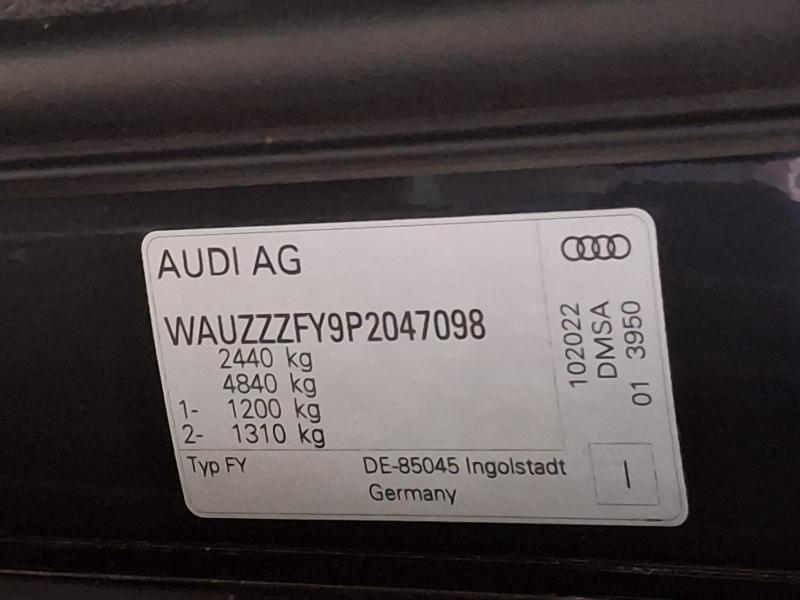 AUDI AG
WAUZZZFY9P2047098
2440 kg
4840 kg
1- 1200 kg
2- 1310 kg
Typ FY
DE-85045 Ingolstadt
Germany
102022
DMSA
01 3950
I